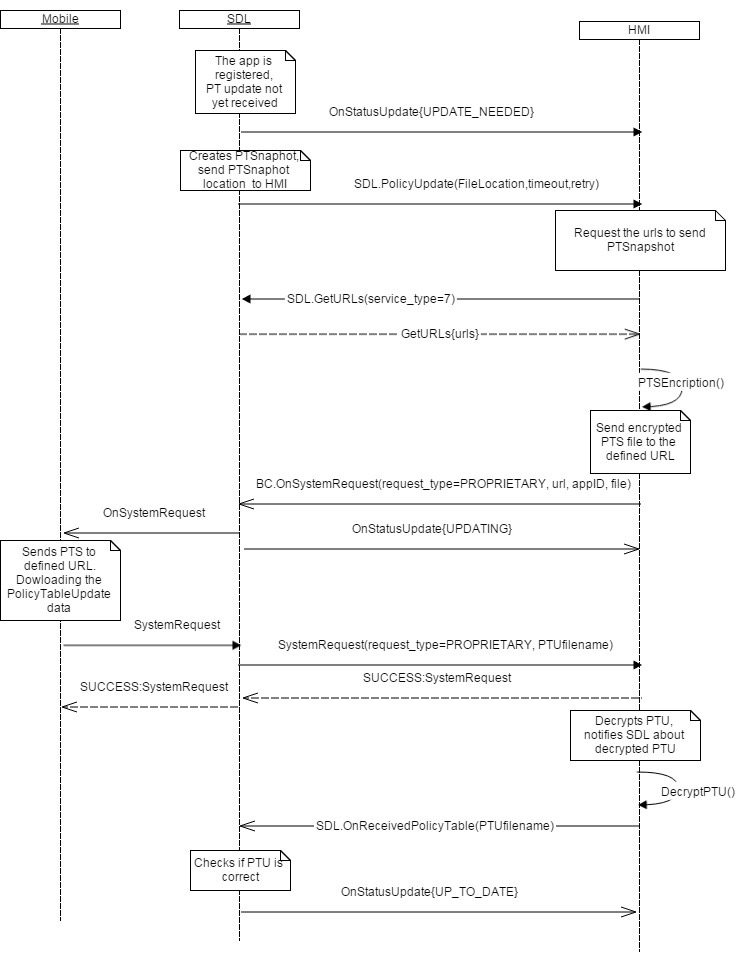 Mobile
SDL
HMI
The app is
registered,
PT update not
yet received
OnStatusUpdate{UPDATE_NEEDED}
Creates PTSnaphot,
send PTSnaphot
location to HMI
SDL.PolicyUpdate(FileLocation,timeout,retry)
Request the urls to send
PTSnapshot
SDL.GetURLs(service_type=7)
GetURLs{urls}
PTSEncription()
Send encrypted
PTS file to the
defined URL
BC.OnSystemRequest(request_type=PROPRIETARY, url, appID, file)
OnSystemRequest
OnStatusUpdate{UPDATING}
Sends PTS to
defined URL.
Dowloading the
PolicyTableUpdate
data
SystemRequest
SystemRequest(request_type=PROPRIETARY, PTUfilename)
SUCCESS:SystemRequest
SUCCESS:SystemRequest
Decrypts PTU,
notifies SDL about
decrypted PTU
DecryptPTU()
SDL.OnReceivedPolicyTable(PTUfilename)
Checks if PTU is
correct
OnStatusUpdate{UP_TO_DATE}